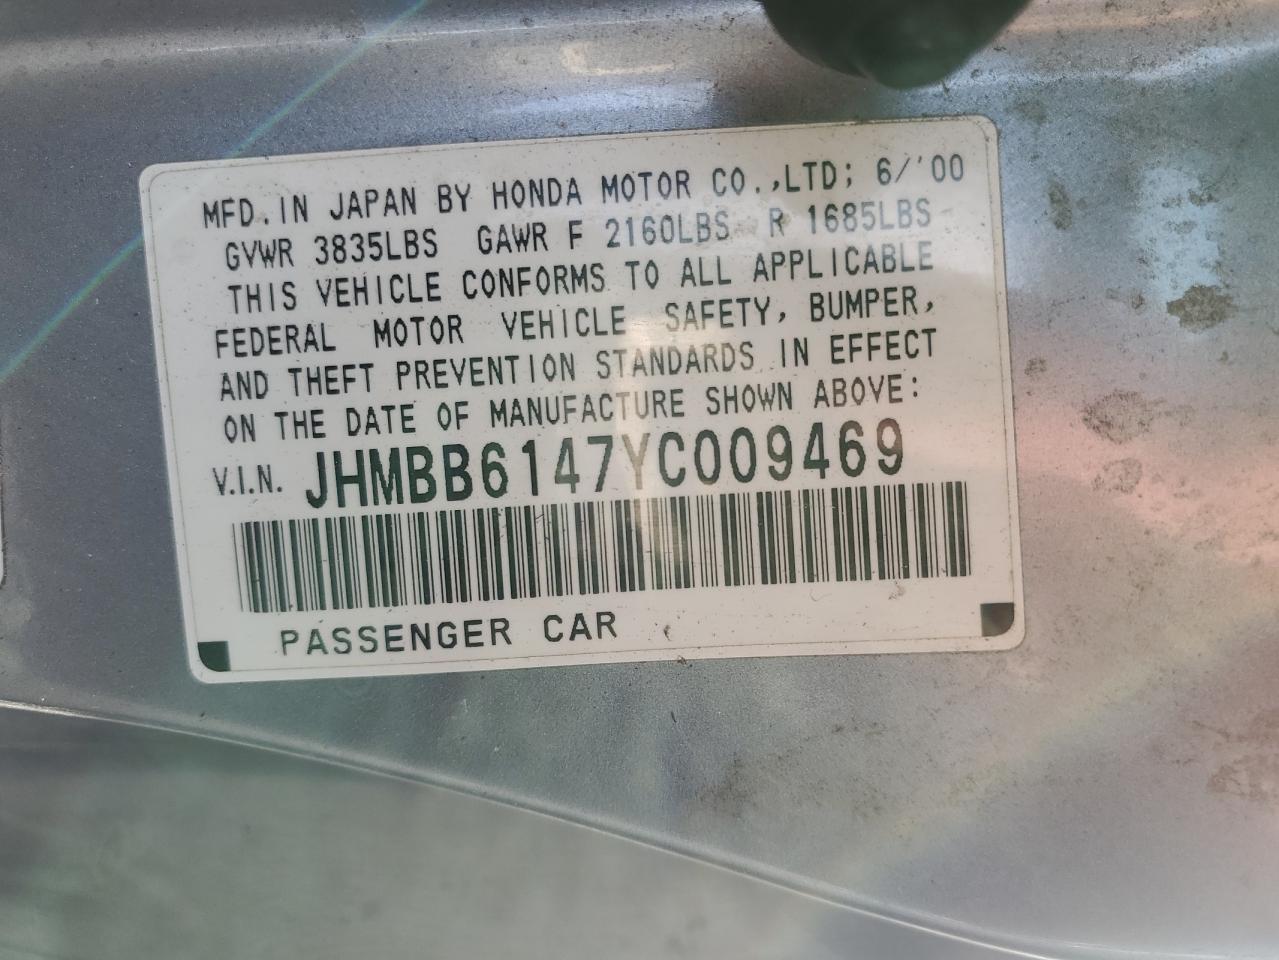 MFD. IN JAPAN BY HONDA MOTOR CO.,LTD; 6/'00
GVWR 3835LBS GAWR F 2160LBS R 1685LBS
THIS VEHICLE CONFORMS TO ALL APPLICABLE
FEDERAL MOTOR VEHICLE SAFETY, BUMPER,
AND THEFT PREVENTION STANDARDS IN EFFECT
ON THE DATE OF MANUFACTURE SHOWN ABOVE:
V.I.N. JHMBB6147YC009469
PASSENGER CAR